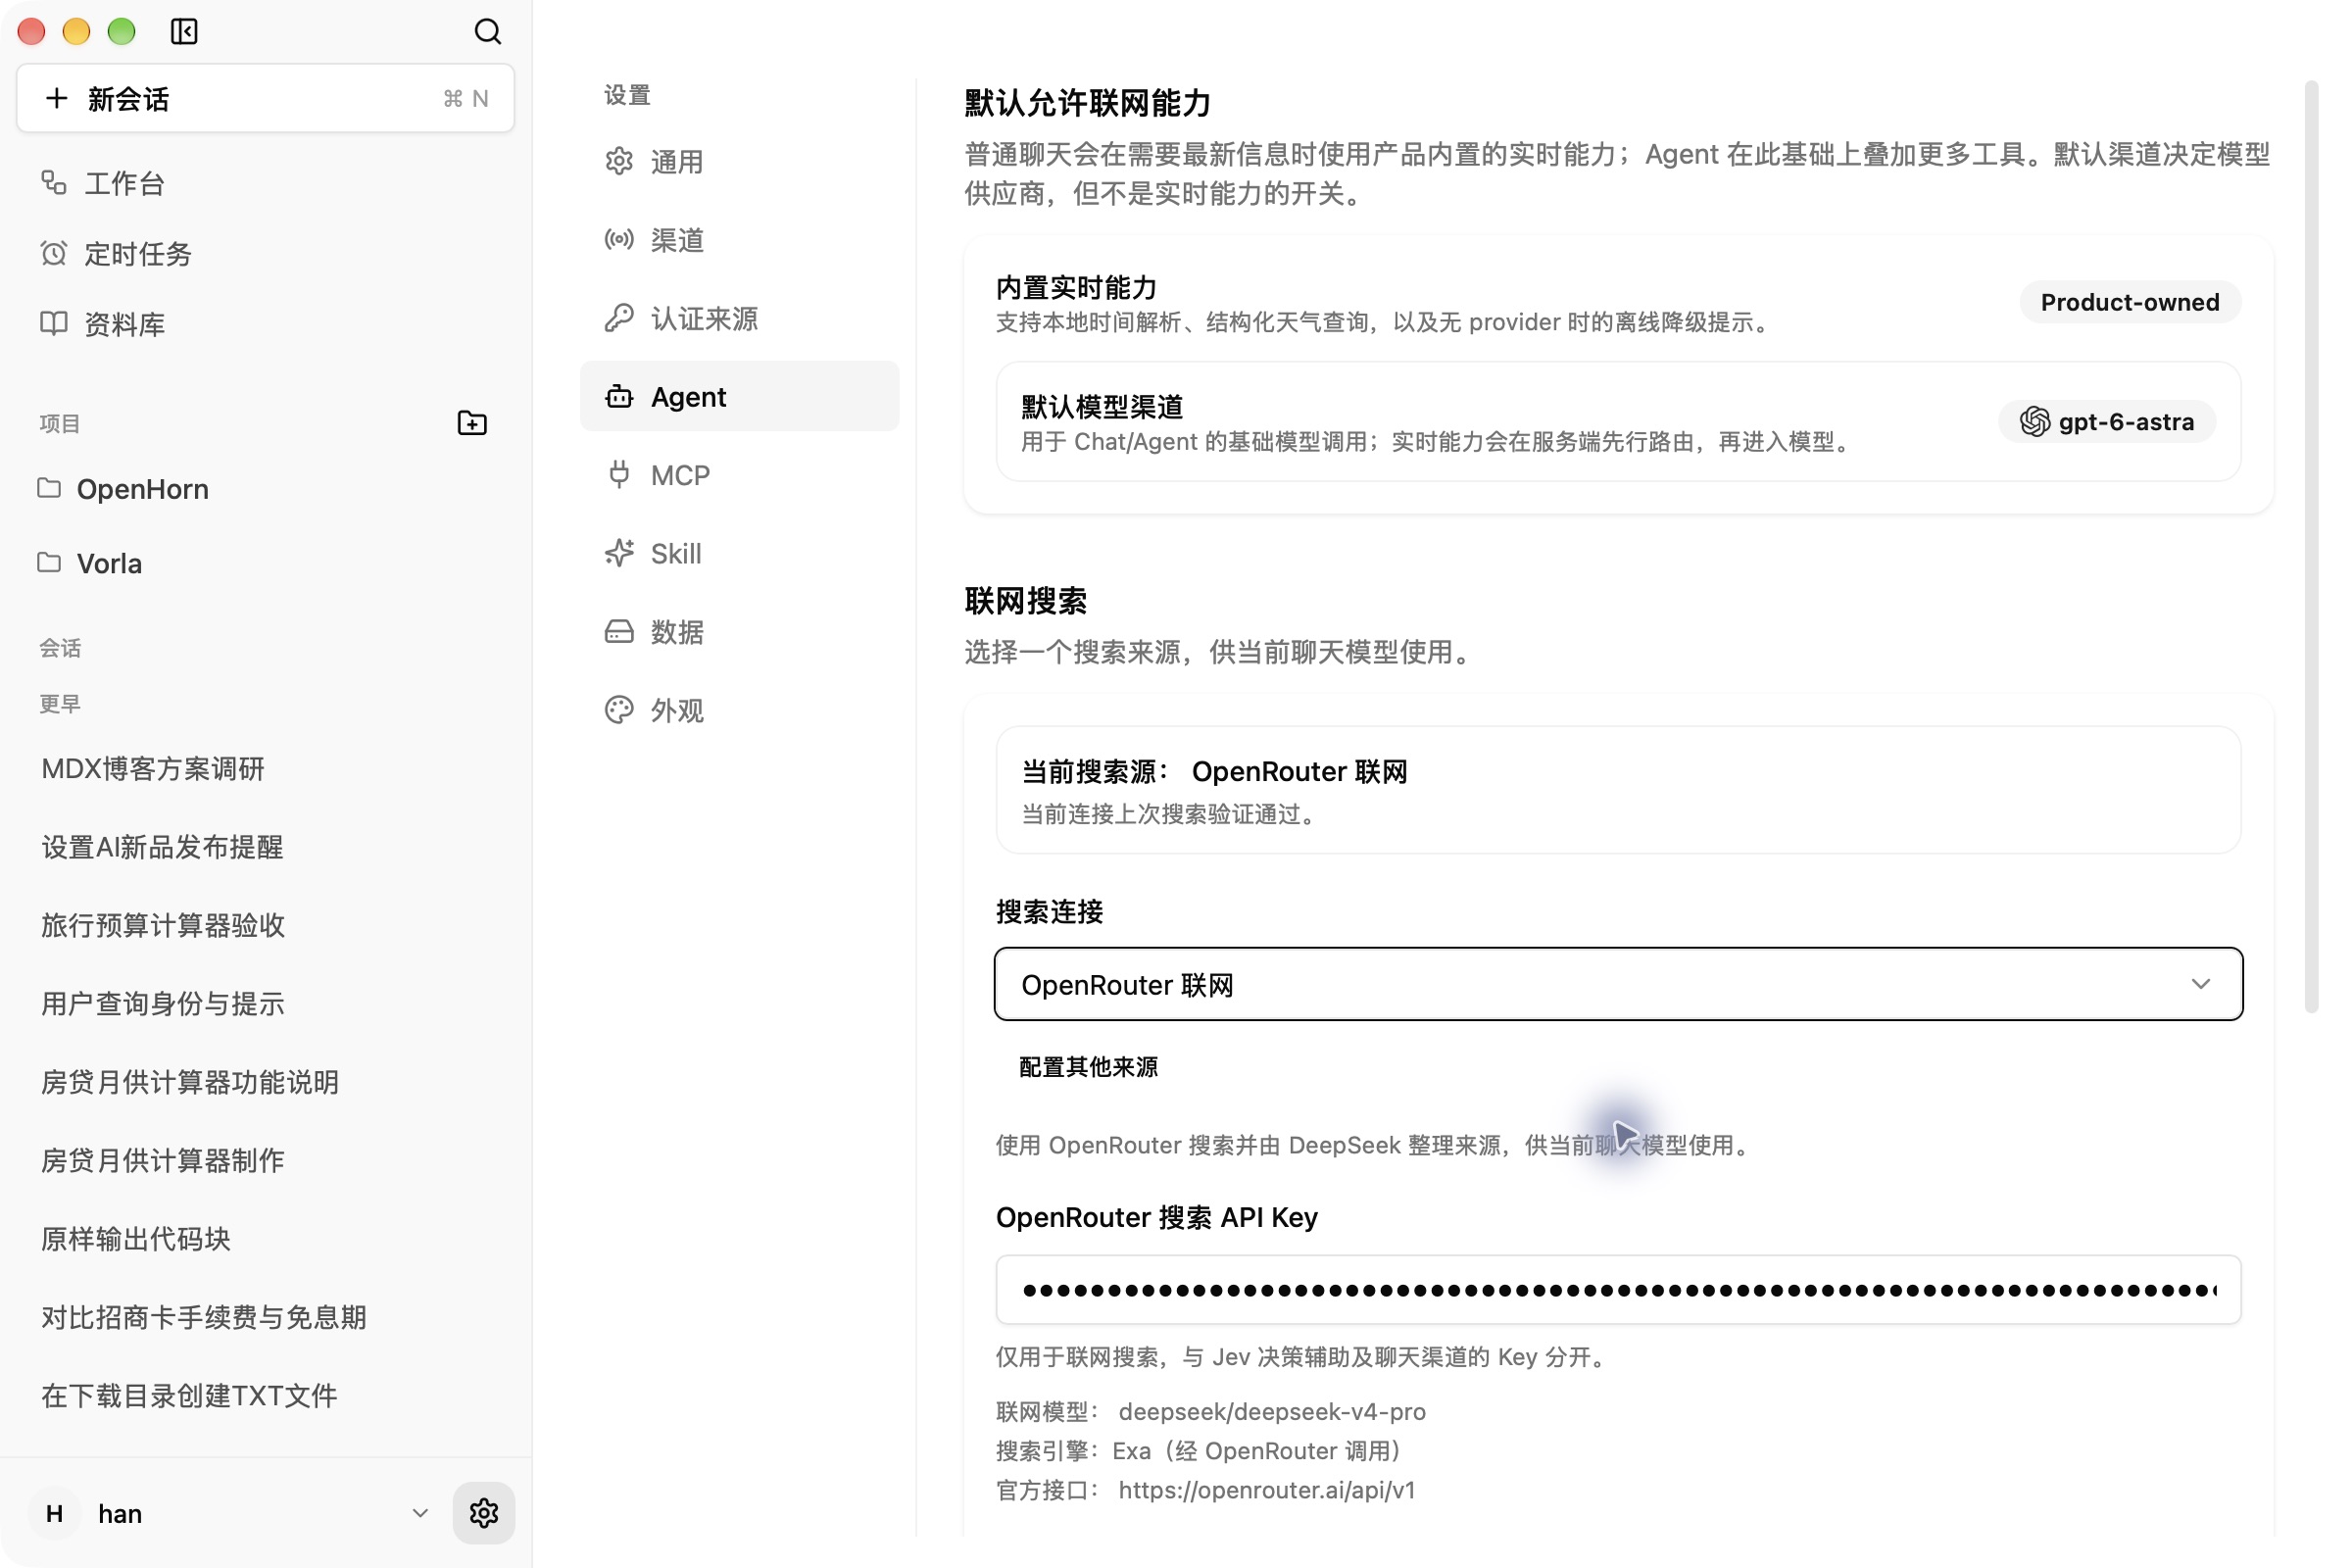 新会话
⌘ N
工作台
定时任务
资料库
项目
OpenHorn
Vorla
会话
更早
MDX博客方案调研
设置AI新品发布提醒
旅行预算计算器验收
用户查询身份与提示
房贷月供计算器功能说明
房贷月供计算器制作
原样输出代码块
对比招商卡手续费与免息期
在下载目录创建TXT文件
H
han
设置
通用
渠道
认证来源
Agent
MCP
Skill
数据
外观
默认允许联网能力
普通聊天会在需要最新信息时使用产品内置的实时能力；Agent 在此基础上叠加更多工具。默认渠道决定模型
供应商，但不是实时能力的开关。
内置实时能力
支持本地时间解析、结构化天气查询，以及无 provider 时的离线降级提示。
Product-owned
默认模型渠道
用于 Chat/Agent 的基础模型调用；实时能力会在服务端先行路由，再进入模型。
gpt-6-astra
联网搜索
选择一个搜索来源，供当前聊天模型使用。
当前搜索源： OpenRouter 联网
当前连接上次搜索验证通过。
搜索连接
OpenRouter 联网
配置其他来源
使用 OpenRouter 搜索并由 DeepSeek 整理来源，供当前聊天模型使用。
OpenRouter 搜索 API Key
仅用于联网搜索，与 Jev 决策辅助及聊天渠道的 Key 分开。
联网模型： deepseek/deepseek-v4-pro
搜索引擎：Exa（经 OpenRouter 调用）
官方接口： https://openrouter.ai/api/v1